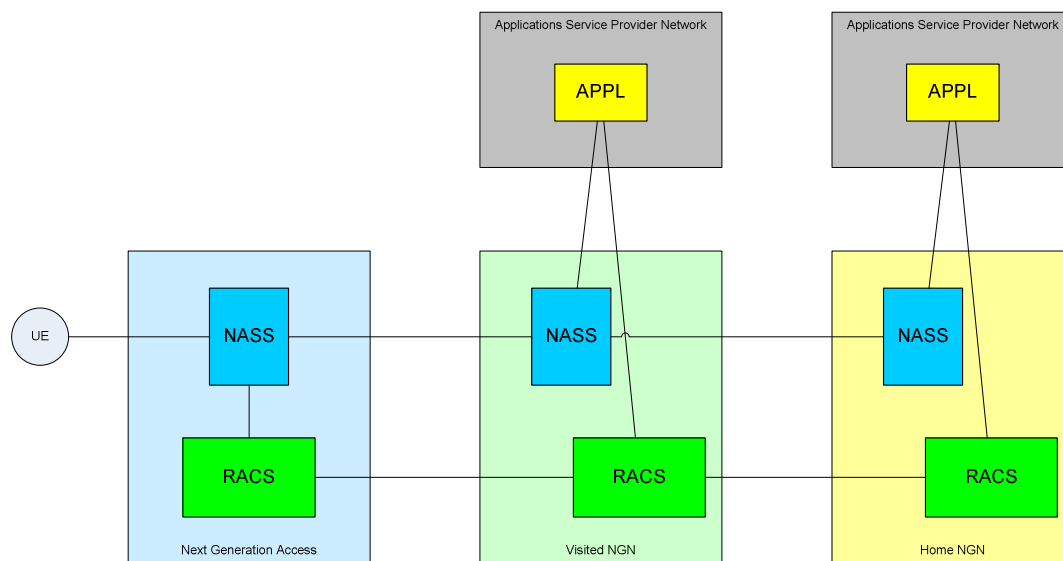 Applications Service Provider Network
Applications Service Provider Network
APPL
APPL
UE
NASS
NASS
NASS
RACS
RACS
RACS
Next Generation Access
Visited NGN
Home NGN